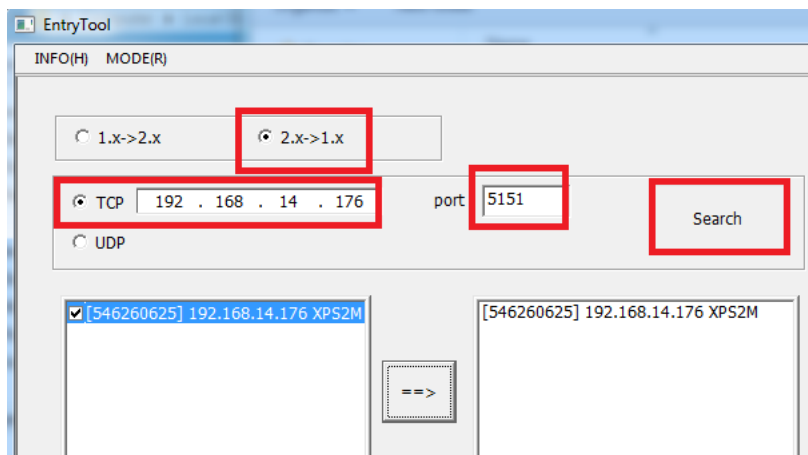 EntryTool
INFO(H) MODE(R)
1.x->2.x 2.x->1.x
TCP 192 . 168 . 14 . 176 port 5151
Search
UDP
[546260625] 192.168.14.176 XPS2M
[546260625] 192.168.14.176 XPS2M
==>